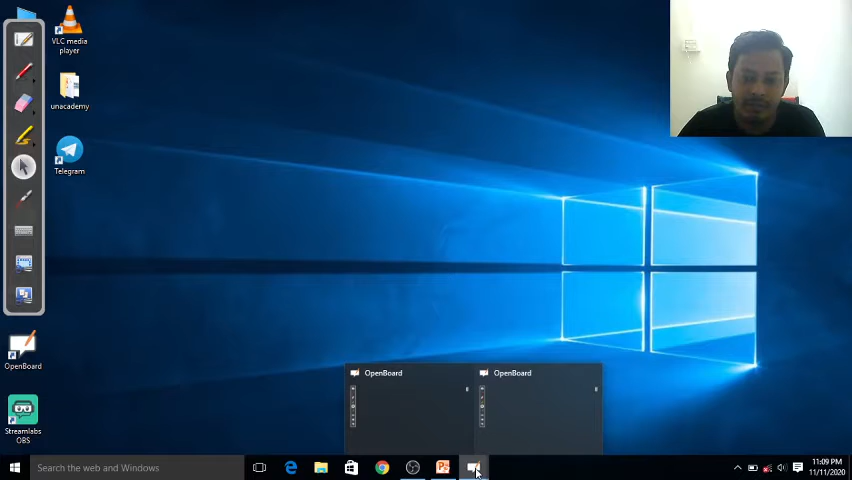 VLC media
player
unacademy
Telegram
OpenBoard
Streamlabs
OBS
OpenBoard
OpenBoard
Search the web and Windows
11:09 PM
11/11/2020